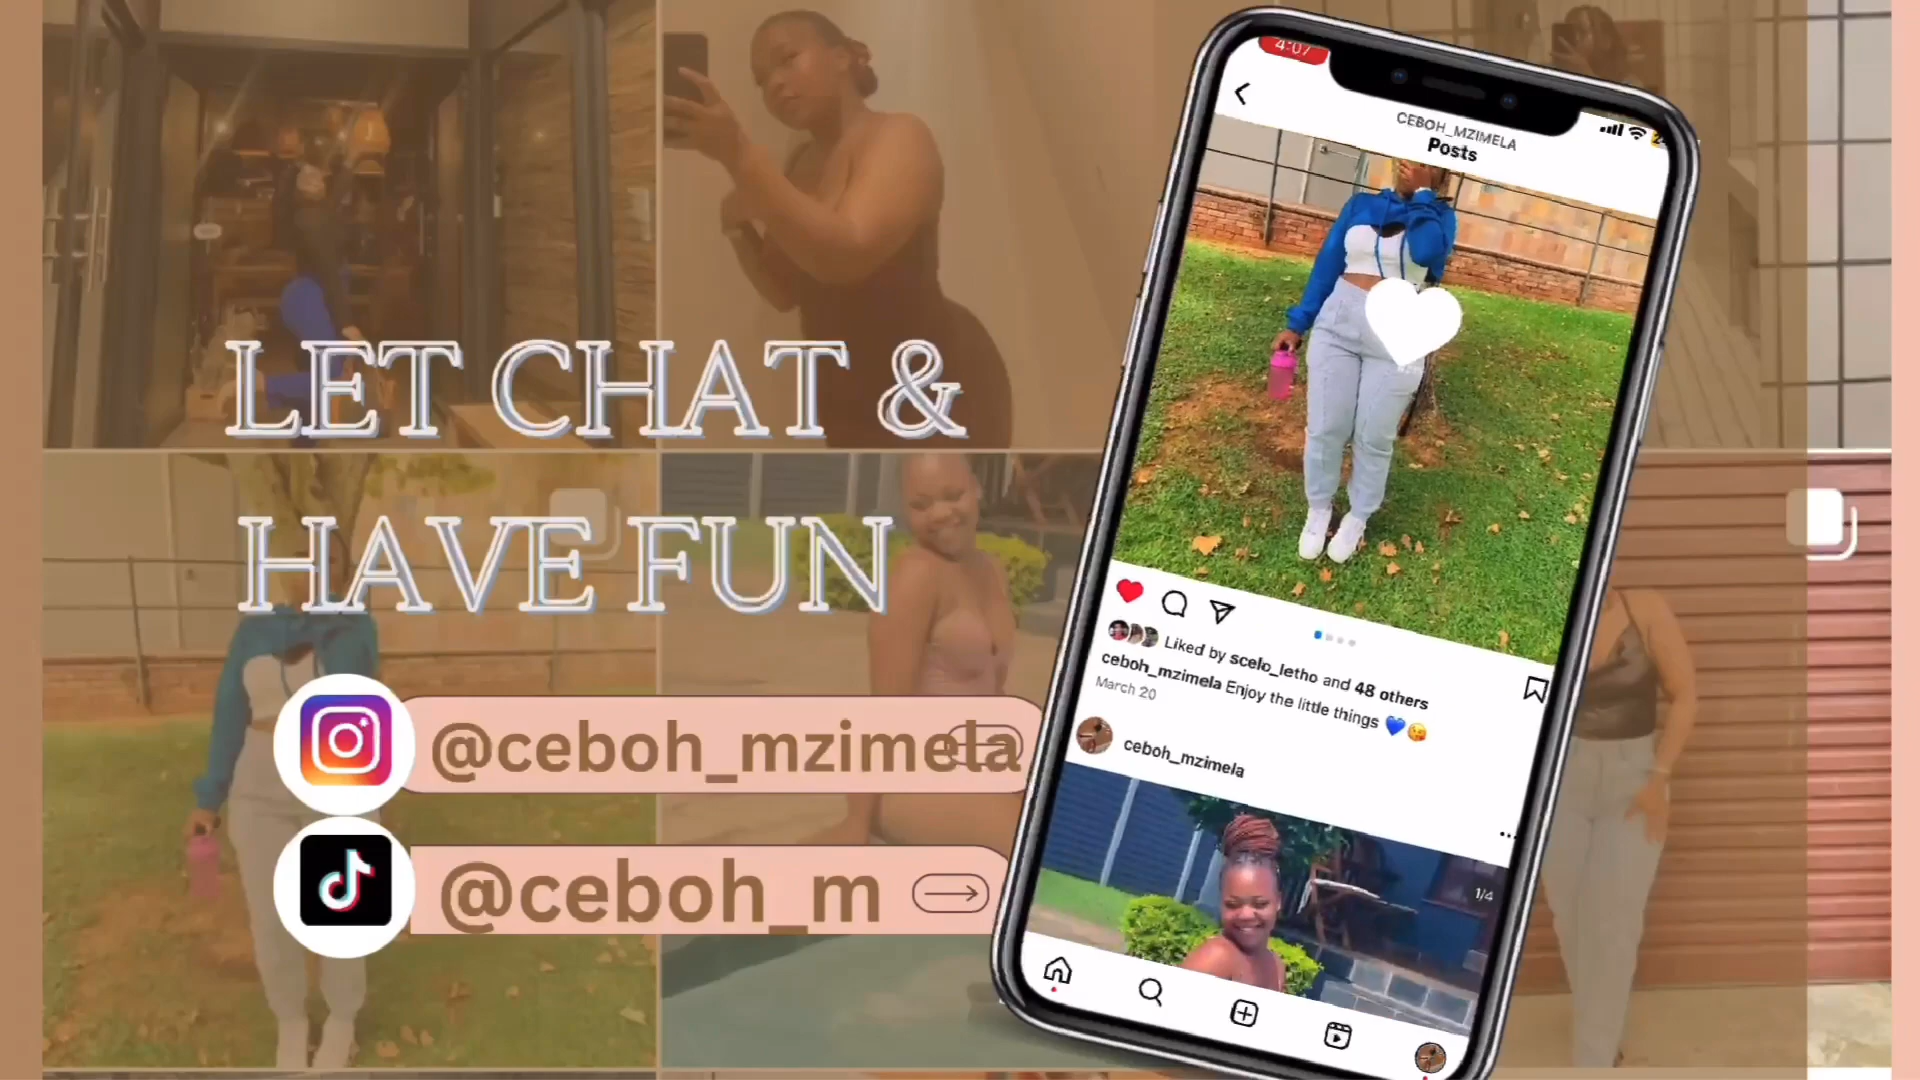 LET CHAT &
HAVE FUN
@ceboh_mzimela
@ceboh_m
4:07
CEBOH_MZIMELA
Posts
Liked by scelo_letho and 48 others
ceboh_mzimela Enjoy the little things 💙😘
March 20
ceboh_mzimela
1/4